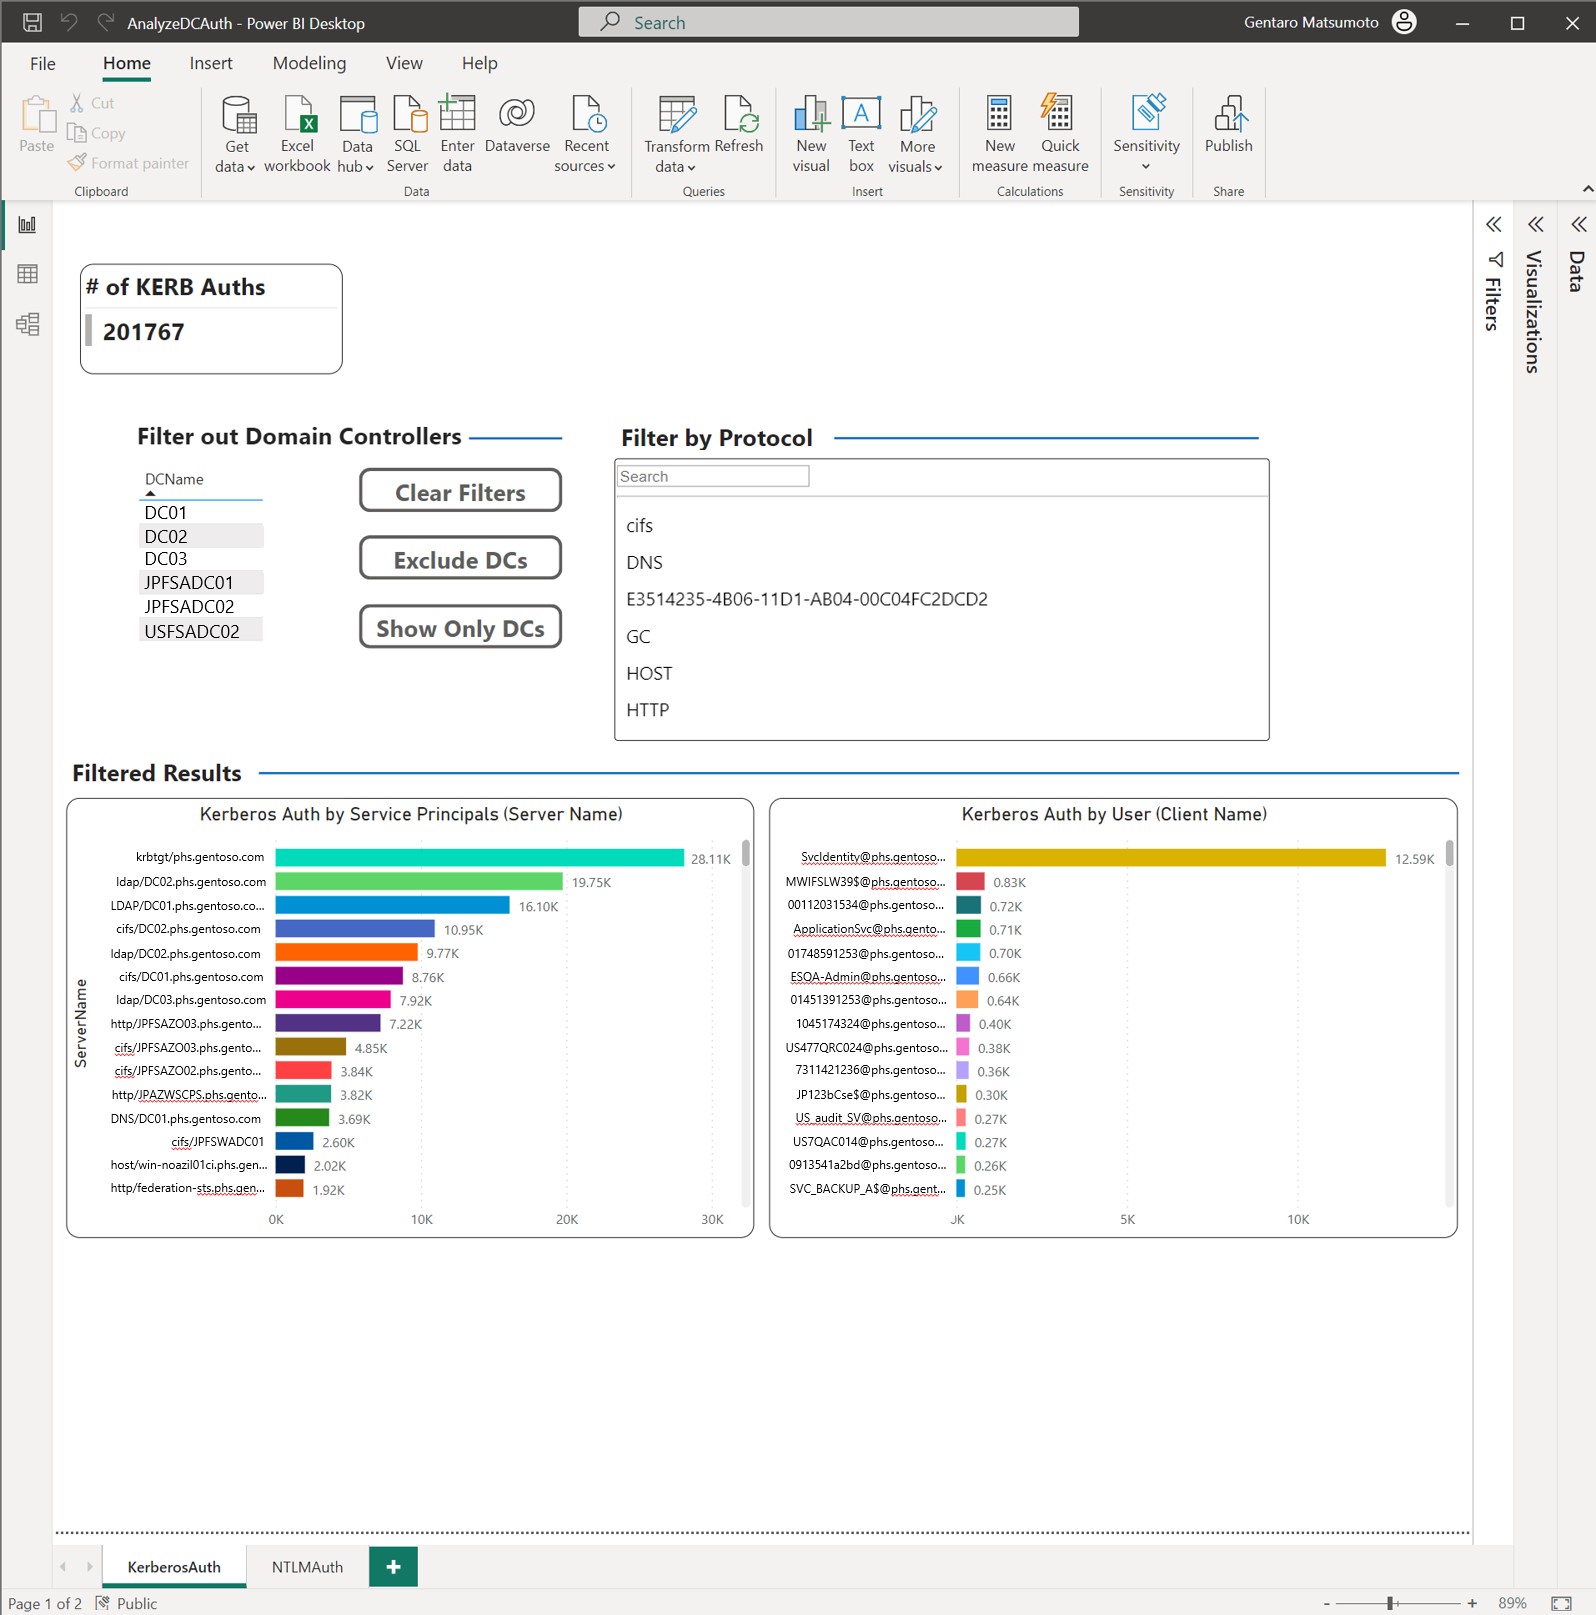 AnalyzeDCAuth - Power BI Desktop
Search
Gentaro Matsumoto
File Home Insert Modeling View Help
Paste
Cut
Copy
Format painter
Clipboard
Get data
Excel workbook
Data hub
SQL Server
Enter data
Dataverse
Recent sources
Data
Transform data
Refresh
Queries
New visual
Text box
More visuals
Insert
New measure
Quick measure
Calculations
Sensitivity
Sensitivity
Publish
Share
Filters
Visualizations
Data
# of KERB Auths
201767
Filter out Domain Controllers
DCName
DC01
DC02
DC03
JPFSADC01
JPFSADC02
USFSADC02
Clear Filters
Exclude DCs
Show Only DCs
Filter by Protocol
Search
cifs
DNS
E3514235-4B06-11D1-AB04-00C04FC2DCD2
GC
HOST
HTTP
Filtered Results
Kerberos Auth by Service Principals (Server Name)
ServerName
krbtgt/phs.gentoso.com 28.11K
ldap/DC02.phs.gentoso.com 19.75K
LDAP/DC01.phs.gentoso.co... 16.10K
cifs/DC02.phs.gentoso.com 10.95K
ldap/DC02.phs.gentoso.com 9.77K
cifs/DC01.phs.gentoso.com 8.76K
ldap/DC03.phs.gentoso.com 7.92K
http/JPFSAZO03.phs.gento... 7.22K
cifs/JPFSAZO03.phs.gento... 4.85K
cifs/JPFSAZO02.phs.gento... 3.84K
http/JPAZWSCPS.phs.gento... 3.82K
DNS/DC01.phs.gentoso.com 3.69K
cifs/JPFSWADC01 2.60K
host/win-noazil01ci.phs.gen... 2.02K
http/federation-sts.phs.gen... 1.92K
0K 10K 20K 30K
Kerberos Auth by User (Client Name)
SvcIdentity@phs.gentoso... 12.59K
MWIFSLW39$@phs.gentoso... 0.83K
00112031534@phs.gentoso... 0.72K
ApplicationSvc@phs.gento... 0.71K
01748591253@phs.gentoso... 0.70K
ESQA-Admin@phs.gentoso... 0.66K
01451391253@phs.gentoso... 0.64K
1045174324@phs.gentoso... 0.40K
US477QRC024@phs.gentoso... 0.38K
7311421236@phs.gentoso... 0.36K
JP123bCse$@phs.gentoso... 0.30K
US_audit_SV@phs.gentoso... 0.27K
US7QAC014@phs.gentoso... 0.27K
0913541a2bd@phs.gentoso... 0.26K
SVC_BACKUP_A$@phs.gent... 0.25K
5K 10K
KerberosAuth NTLMAuth +
Page 1 of 2 Public - + 89%